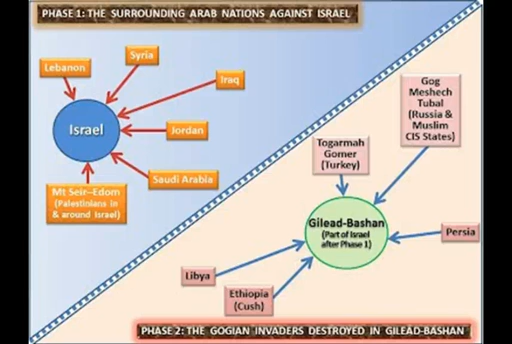 PHASE 1: THE SURROUNDING ARAB NATIONS AGAINST ISRAEL
Lebanon
Syria
Iraq
Israel
Jordan
Saudi Arabia
Mt Seir–Edom
(Palestinians in
& around Israel)
Gog
Meshech
Tubal
(Russia &
Muslim
CIS States)
Togarmah
Gomer
(Turkey)
Gilead-Bashan
(Part of Israel
after Phase 1)
Persia
Libya
Ethiopia
(Cush)
PHASE 2: THE GOGIAN INVADERS DESTROYED IN GILEAD-BASHAN